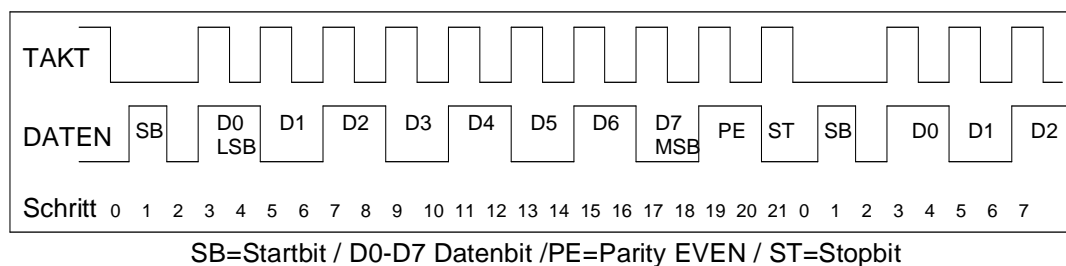 TAKT
DATEN SB D0 D1 D2 D3 D4 D5 D6 D7 PE ST SB D0 D1 D2
LSB MSB
Schritt 0 1 2 3 4 5 6 7 8 9 10 11 12 13 14 15 16 17 18 19 20 21 0 1 2 3 4 5 6 7
SB=Startbit / D0-D7 Datenbit /PE=Parity EVEN / ST=Stopbit